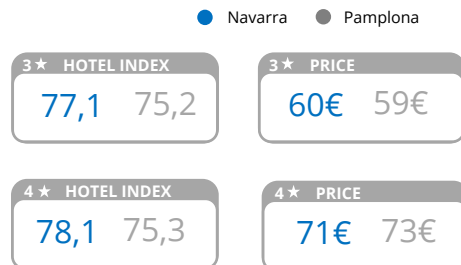 Navarra Pamplona
3★ HOTEL INDEX
77,1 75,2
3★ PRICE
60€ 59€
4★ HOTEL INDEX
78,1 75,3
4★ PRICE
71€ 73€